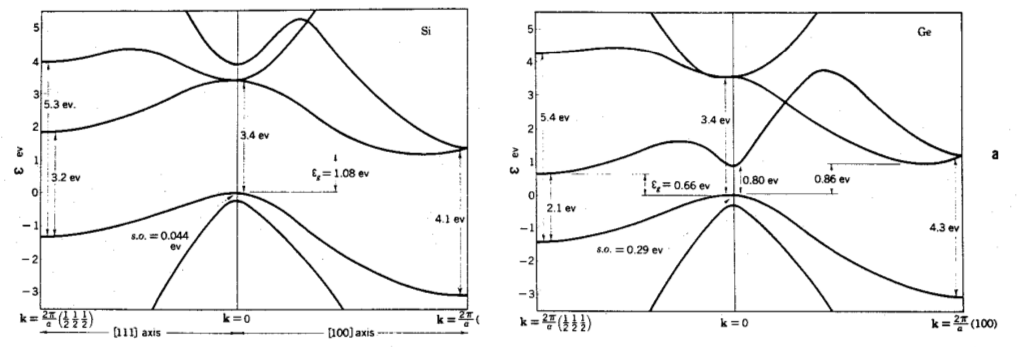 Si
ε ev
5
4
3
2
1
0
−1
−2
−3
5.3 ev.
3.2 ev
3.4 ev
εg = 1.08 ev
4.1 ev
s.o. = 0.044
ev
k = 2π/a (½ ½ ½)
k = 0
k = 2π/a (
[111] axis
[100] axis
Ge
ε ev
5
4
3
2
1
0
−1
−2
−3
5.4 ev
3.4 ev
εg = 0.66 ev
0.80 ev
0.86 ev
2.1 ev
s.o. = 0.29 ev
4.3 ev
k = 2π/a (½ ½ ½)
k = 0
k = 2π/a (100)
a